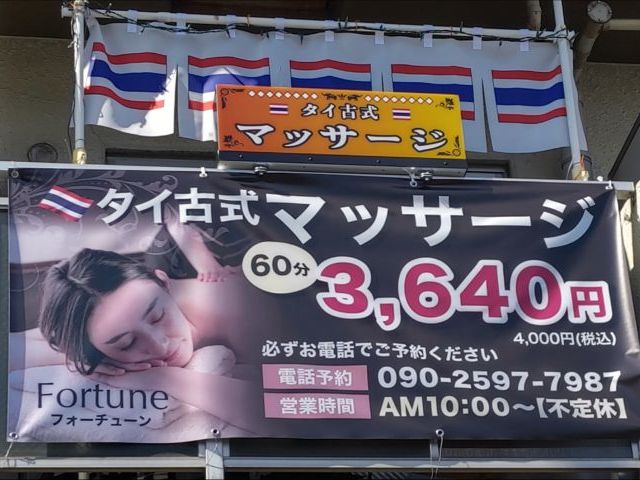 タイ古式
マッサージ
タイ古式マッサージ
60分
3,640円
4,000円(税込)
必ずお電話でご予約ください
電話予約 090-2597-7987
営業時間 AM10:00〜【不定休】
Fortune
フォーチューン